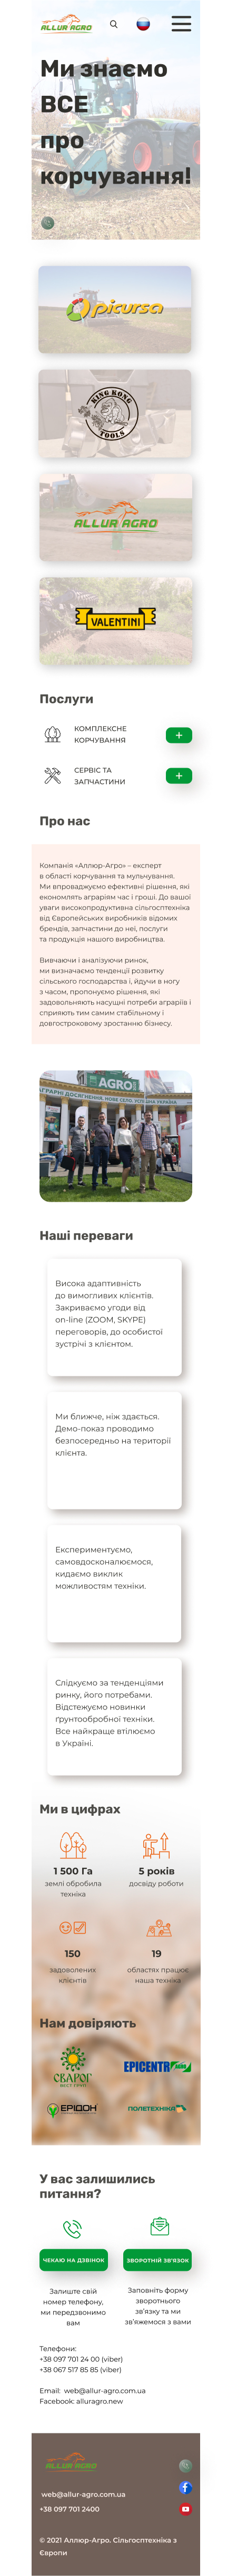 ALLUR AGRO
Ми знаємо
ВСЕ
про
корчування!
Picursa
KING KONG
TOOLS
ALLUR AGRO
VALENTINI
Послуги
КОМПЛЕКСНЕ
КОРЧУВАННЯ
СЕРВІС ТА
ЗАПЧАСТИНИ
Про нас
Компанія «Аллюр-Агро» – експерт
в області корчування та мульчування.
Ми впроваджуємо ефективні рішення, які
економлять аграріям час і гроші. До вашої
уваги високопродуктивна сільгосптехніка
від Європейських виробників відомих
брендів, запчастини до неї, послуги
та продукція нашого виробництва.
Вивчаючи і аналізуючи ринок,
ми визначаємо тенденції розвитку
сільського господарства і, йдучи в ногу
з часом, пропонуємо рішення, які
задовольняють насущні потреби аграріїв і
сприяють тим самим стабільному і
довгостроковому зростанню бізнесу.
AGRO
Наші переваги
Висока адаптивність
до вимогливих клієнтів.
Закриваємо угоди від
on-line (ZOOM, SKYPE)
переговорів, до особистої
зустрічі з клієнтом.
Ми ближче, ніж здається.
Демо-показ проводимо
безпосередньо на території
клієнта.
Експериментуємо,
самовдосконалюємося,
кидаємо виклик
можливостям техніки.
Слідкуємо за тенденціями
ринку, його потребами.
Відстежуємо новинки
ґрунтообробної техніки.
Все найкраще втілюємо
в Україні.
Ми в цифрах
1 500 Га
землі обробила
техніка
5 років
досвіду роботи
150
задоволених
клієнтів
19
областях працює
наша техніка
Нам довіряють
СВАРОГ
EPICENTR AGRO
ЕРІДОН
ПОЛЕТЕХНІКИ
У вас залишились
питання?
ЧЕКАЮ НА ДЗВІНОК
ЗВОРОТНІЙ ЗВ'ЯЗОК
Залиште свій
номер телефону,
ми передзвонимо
вам
Заповніть форму
зворотнього
зв’язку та ми
зв’яжемося з вами
Телефони:
+38 097 701 24 00 (viber)
+38 067 517 85 85 (viber)
Email: web@allur-agro.com.ua
Facebook: alluragro.new
ALLUR AGRO
web@allur-agro.com.ua
+38 097 701 2400
© 2021 Аллюр-Агро. Сільгосптехніка з
Європи